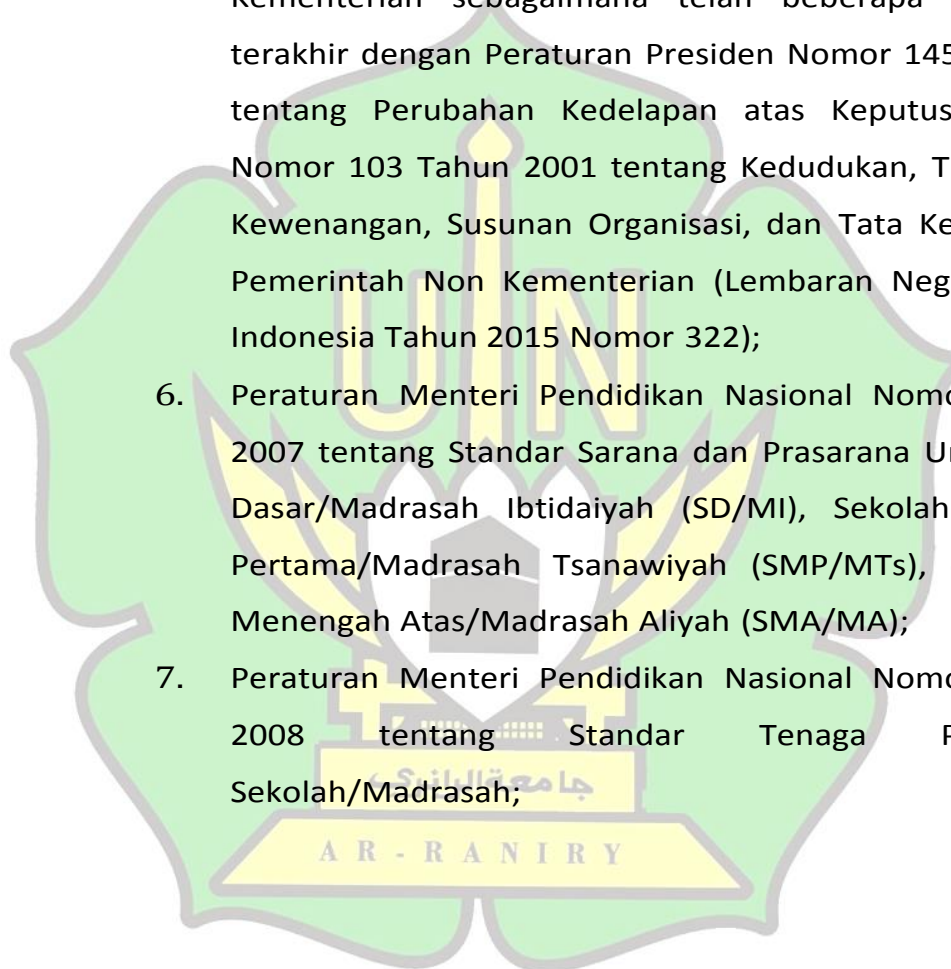 Kementerian sebagaimana telah beberapa
terakhir dengan Peraturan Presiden Nomor 145
tentang Perubahan Kedelapan atas Keputus
Nomor 103 Tahun 2001 tentang Kedudukan, T
Kewenangan, Susunan Organisasi, dan Tata Ke
Pemerintah Non Kementerian (Lembaran Neg
Indonesia Tahun 2015 Nomor 322);
6. Peraturan Menteri Pendidikan Nasional Nomo
2007 tentang Standar Sarana dan Prasarana Un
Dasar/Madrasah Ibtidaiyah (SD/MI), Sekolah
Pertama/Madrasah Tsanawiyah (SMP/MTs),
Menengah Atas/Madrasah Aliyah (SMA/MA);
7. Peraturan Menteri Pendidikan Nasional Nomo
2008 tentang Standar Tenaga P
Sekolah/Madrasah;
UIN
جامعة الرانيري
AR-RANIRY